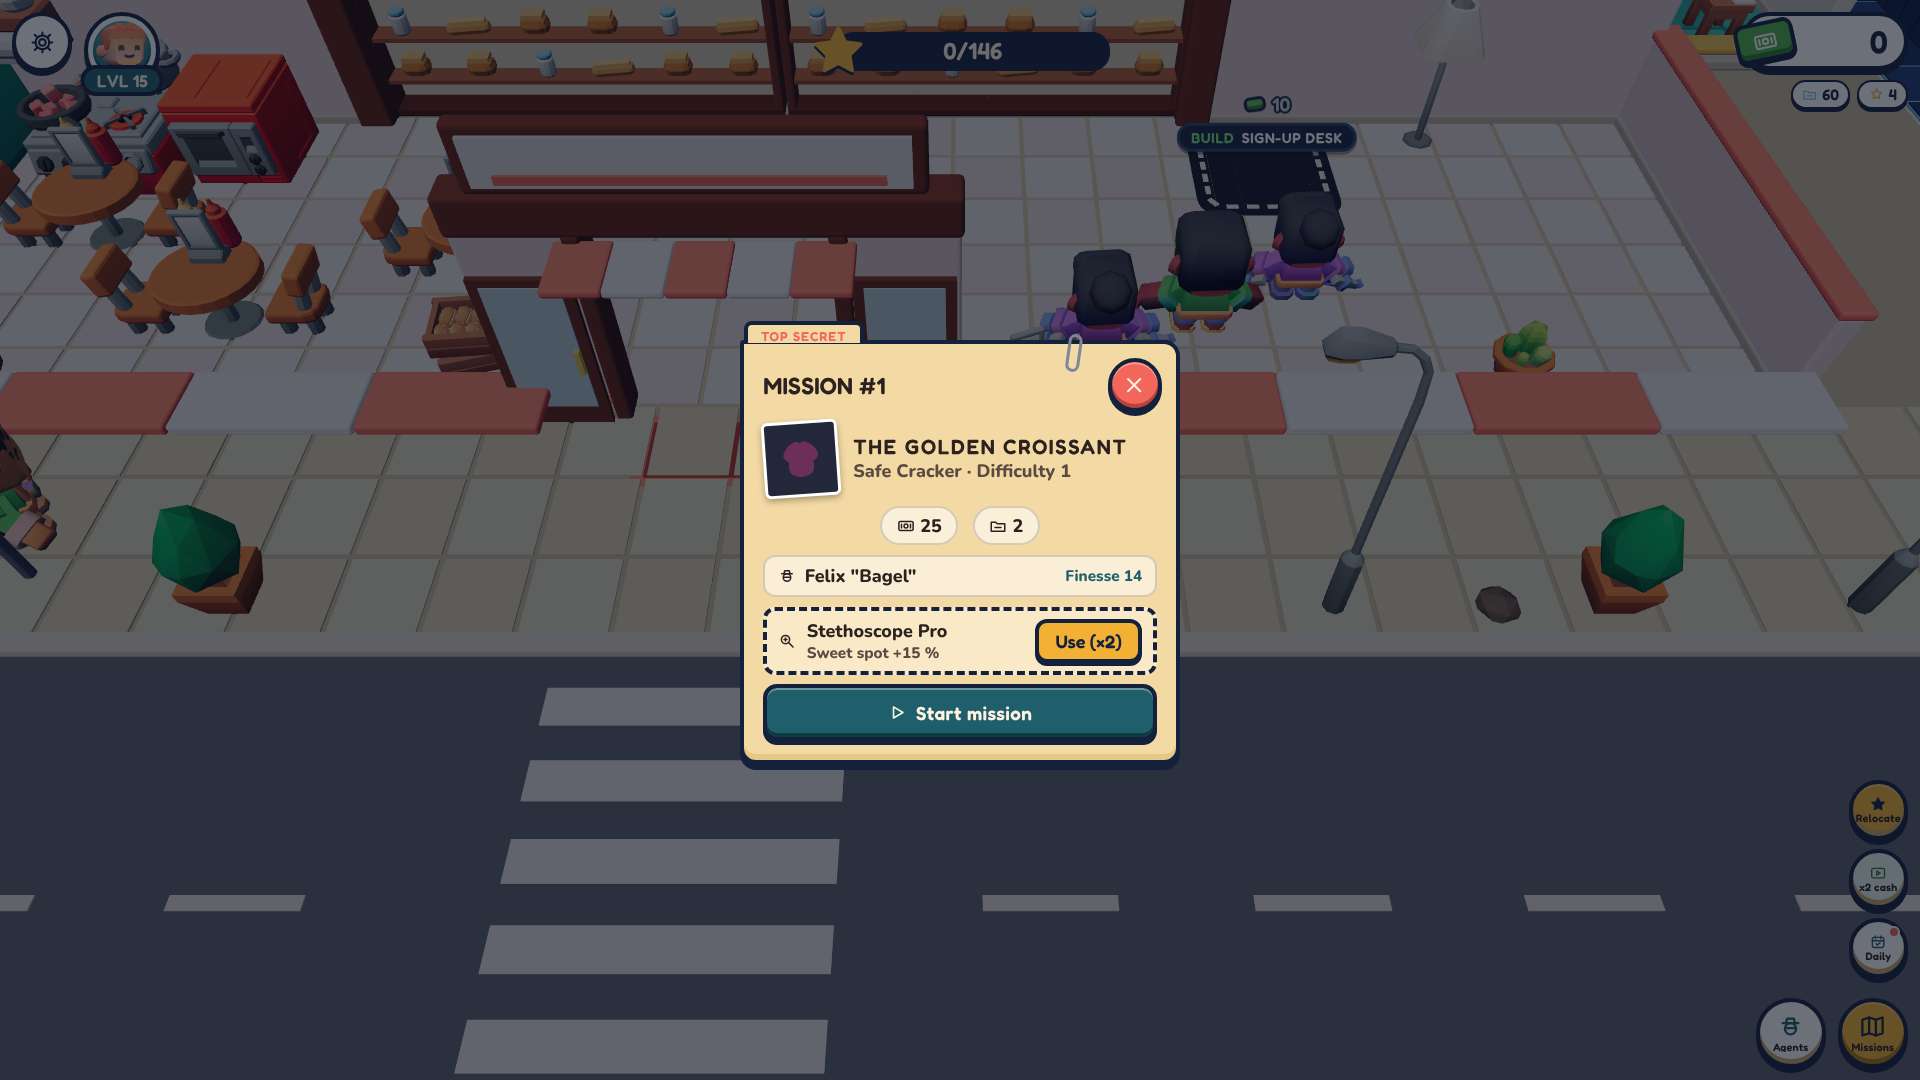 LVL 15
0/146
0
60
4
10
BUILD SIGN-UP DESK
TOP SECRET
MISSION #1
THE GOLDEN CROISSANT
Safe Cracker · Difficulty 1
25
2
Felix "Bagel"
Finesse 14
Stethoscope Pro
Sweet spot +15 %
Use (x2)
Start mission
Relocate
x2 cash
Daily
Agents
Missions